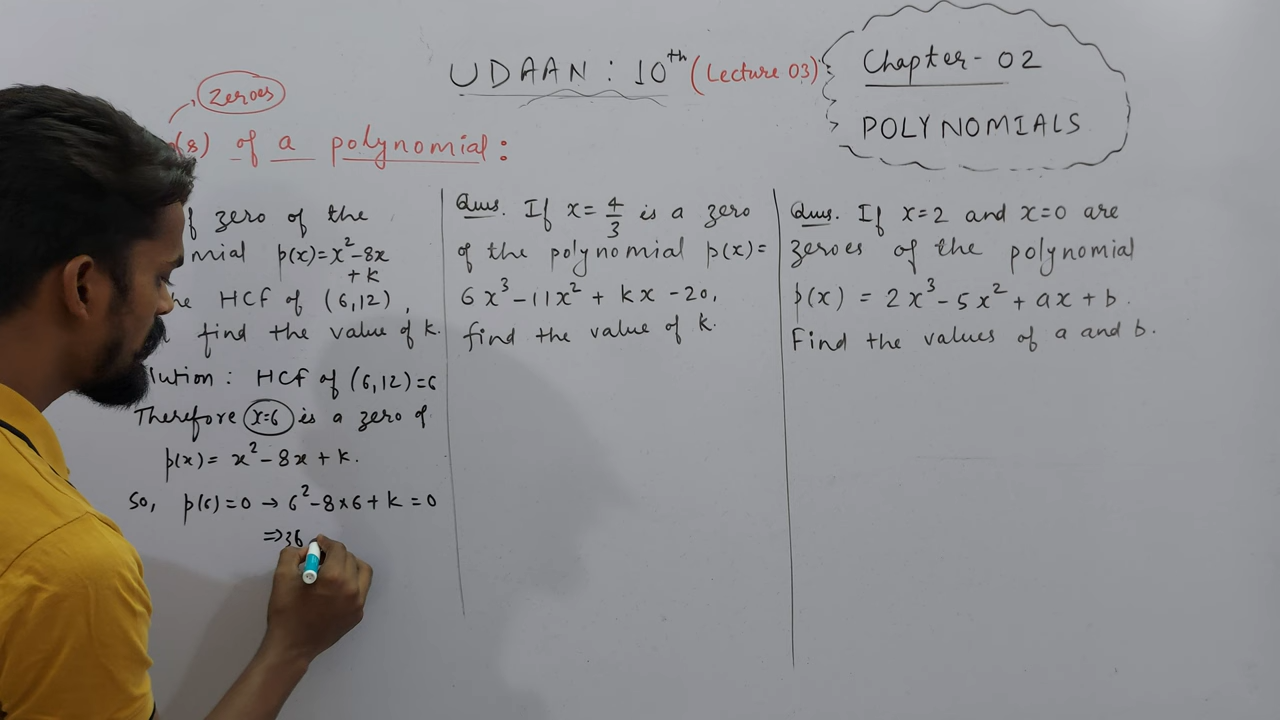 UDAAN : 10th (Lecture 03)
Chapter- 02
POLYNOMIALS
Zeroes
(s) of a polynomial :
zero of the
p(x)=x²-8x
+ k
HCF of (6,12),
find the value of k.
HCF of (6,12)=6
Therefore x=6 is a zero of
p(x)= x²-8x+k.
So, p(6)=0 → 6²-8×6+k=0
⇒36
Ques. If x=4/3 is a zero
of the polynomial p(x)=
6x³-11x²+kx-20,
find the value of k.
Ques. If x=2 and x=0 are
zeroes of the polynomial
p(x) = 2x³-5x²+ax+b.
Find the values of a and b.